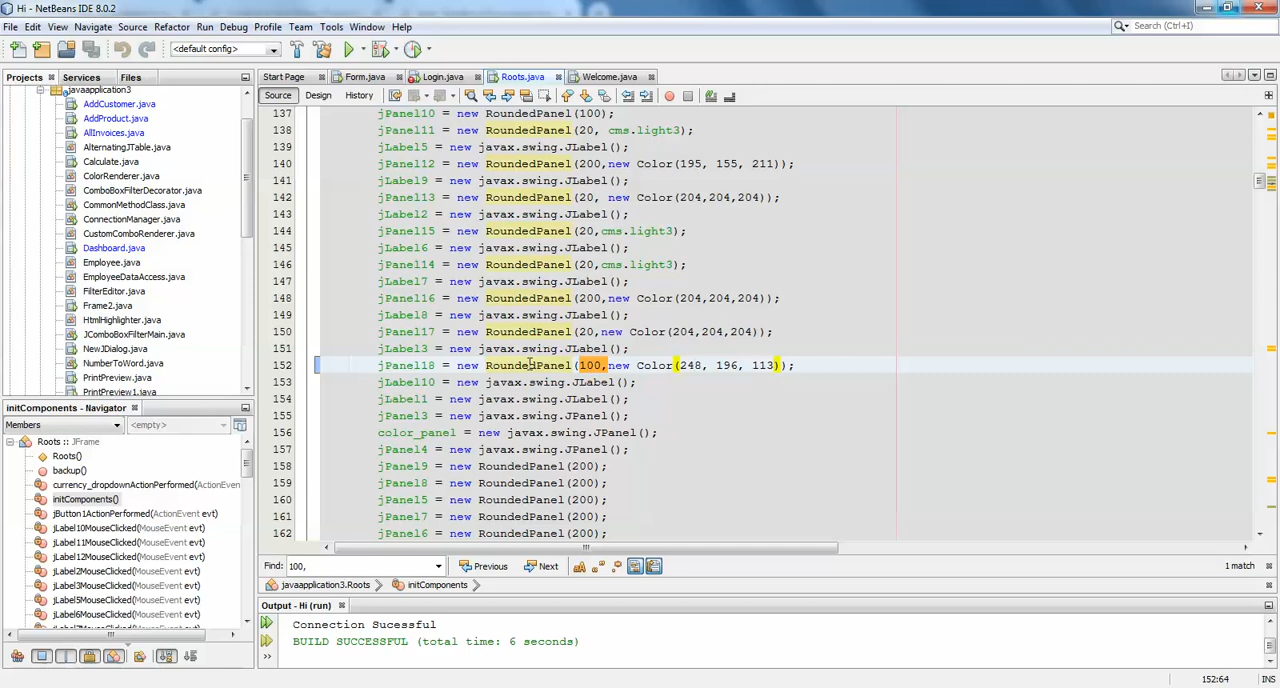 Hi - NetBeans IDE 8.0.2
File Edit View Navigate Source Refactor Run Debug Profile Team Tools Window Help
Search (Ctrl+I)
<default config>
Projects Services Files
Start Page Form.java Login.java Roots.java Welcome.java
Source Design History
javaapplication3
AddCustomer.java
AddProduct.java
AllInvoices.java
AlternatingJTable.java
Calculate.java
ColorRenderer.java
ComboBoxFilterDecorator.java
CommonMethodClass.java
ConnectionManager.java
CustomComboRenderer.java
Dashboard.java
Employee.java
EmployeeDataAccess.java
FilterEditor.java
Frame2.java
HtmlHighlighter.java
JComboBoxFilterMain.java
NewJDialog.java
NumberToWord.java
PrintPreview.java
PrintPreview1.java
137 jPanel10 = new RoundedPanel(100);
138 jPanel11 = new RoundedPanel(20, cms.light3);
139 jLabel5 = new javax.swing.JLabel();
140 jPanel12 = new RoundedPanel(200,new Color(195, 155, 211));
141 jLabel9 = new javax.swing.JLabel();
142 jPanel13 = new RoundedPanel(20, new Color(204,204,204));
143 jLabel2 = new javax.swing.JLabel();
144 jPanel15 = new RoundedPanel(20,cms.light3);
145 jLabel6 = new javax.swing.JLabel();
146 jPanel14 = new RoundedPanel(20,cms.light3);
147 jLabel7 = new javax.swing.JLabel();
148 jPanel16 = new RoundedPanel(200,new Color(204,204,204));
149 jLabel8 = new javax.swing.JLabel();
150 jPanel17 = new RoundedPanel(20,new Color(204,204,204));
151 jLabel3 = new javax.swing.JLabel();
152 jPanel18 = new RoundedPanel(100,new Color(248, 196, 113));
153 jLabel10 = new javax.swing.JLabel();
154 jLabel1 = new javax.swing.JLabel();
155 jPanel3 = new javax.swing.JPanel();
156 color_panel = new javax.swing.JPanel();
157 jPanel4 = new javax.swing.JPanel();
158 jPanel9 = new RoundedPanel(200);
159 jPanel8 = new RoundedPanel(200);
160 jPanel5 = new RoundedPanel(200);
161 jPanel7 = new RoundedPanel(200);
162 jPanel6 = new RoundedPanel(200);
initComponents - Navigator
Members <empty>
Roots :: JFrame
Roots()
backup()
currency_dropdownActionPerformed(ActionEven
initComponents()
jButton1ActionPerformed(ActionEvent evt)
jLabel10MouseClicked(MouseEvent evt)
jLabel11MouseClicked(MouseEvent evt)
jLabel12MouseClicked(MouseEvent evt)
jLabel2MouseClicked(MouseEvent evt)
jLabel3MouseClicked(MouseEvent evt)
jLabel5MouseClicked(MouseEvent evt)
jLabel6MouseClicked(MouseEvent evt)
Find: 100, Previous Next 1 match
javaapplication3.Roots initComponents
Output - Hi (run)
Connection Sucessful
BUILD SUCCESSFUL (total time: 6 seconds)
152:64 INS